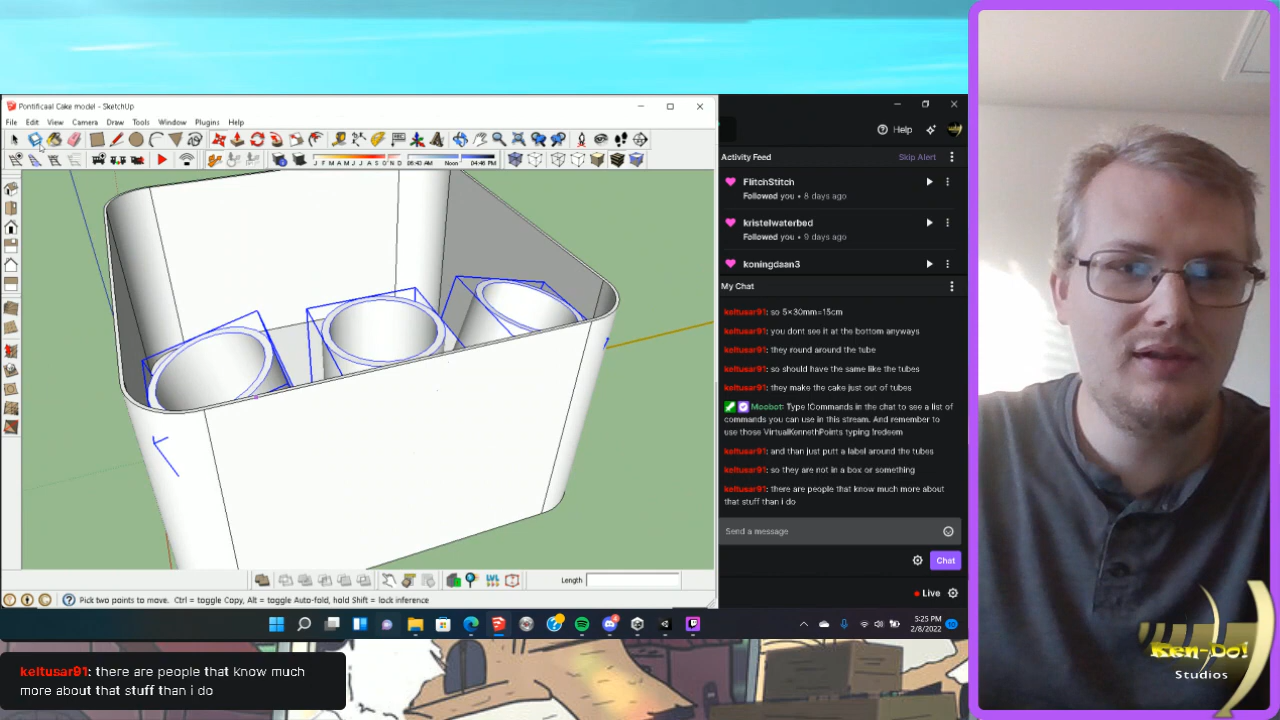 Pontificaal Cake model - SketchUp
File Edit View Camera Draw Tools Window Plugins Help
J F M A M J J A S O N D 06:43 AM Noon 04:46 PM
Length
Pick two points to move. Ctrl = toggle Copy, Alt = toggle Auto-fold, hold Shift = lock inference
Help
Activity Feed Skip Alert
FlitchStitch
Followed you • 8 days ago
kristelwaterbed
Followed you • 9 days ago
koningdaan3
My Chat
keltusar91: so 5x30mm=15cm
keltusar91: you dont see it at the bottom anyways
keltusar91: they round around the tube
keltusar91: so should have the same like the tubes
keltusar91: they make the cake just out of tubes
Moobot: Type !Commands in the chat to see a list of
commands you can use in this stream. And remember to
use those VirtualKennethPoints typing !redeem
keltusar91: and than just putt a label around the tubes
keltusar91: so they are not in a box or something
keltusar91: there are people that know much more about
that stuff than i do
Send a message
Chat
Live
5:25 PM
2/8/2022
keltusar91: there are people that know much
more about that stuff than i do
Ken-Do!
Studios